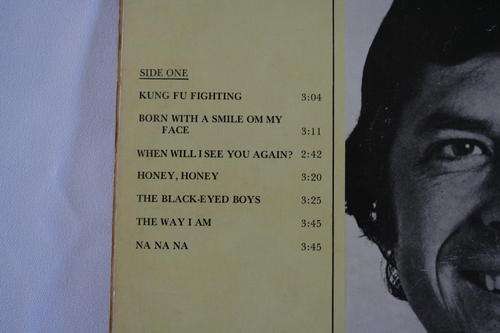 SIDE ONE
KUNG FU FIGHTING 3:04
BORN WITH A SMILE OM MY
FACE 3:11
WHEN WILL I SEE YOU AGAIN? 2:42
HONEY, HONEY 3:20
THE BLACK-EYED BOYS 3:25
THE WAY I AM 3:45
NA NA NA 3:45